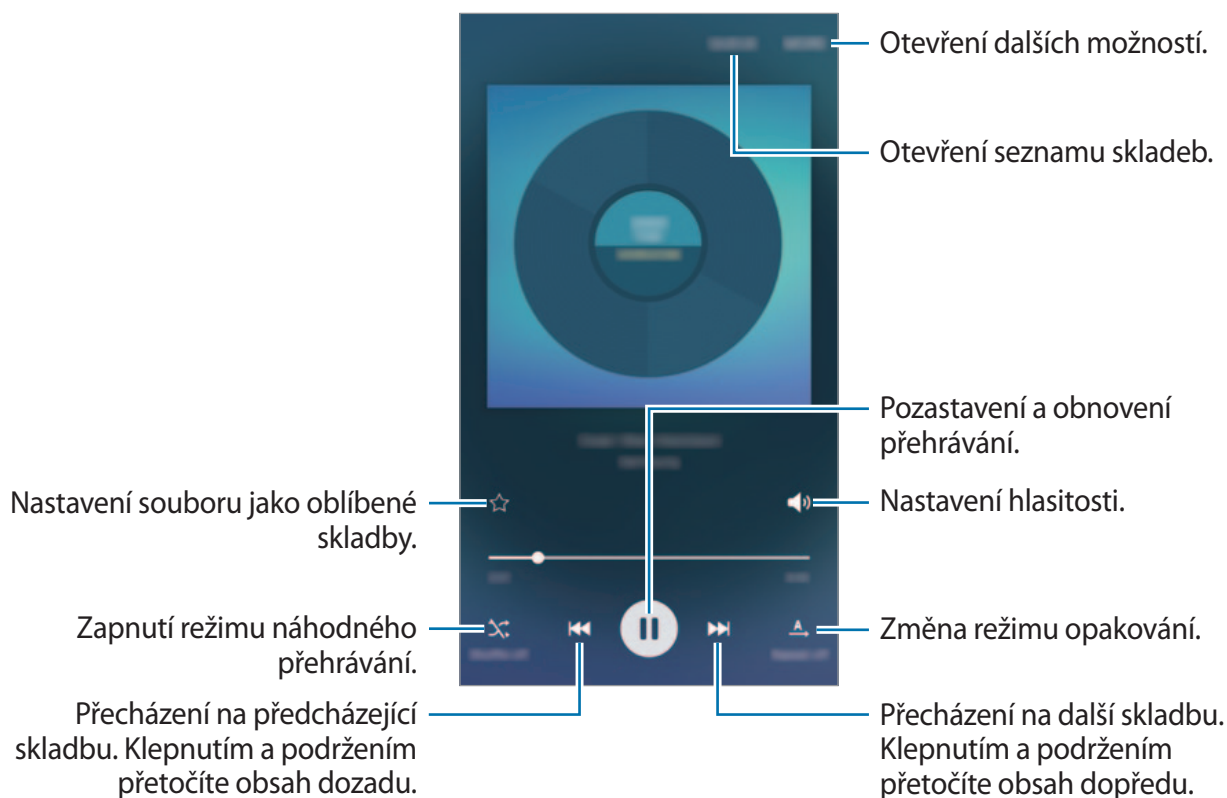 Otevření dalších možností.
Otevření seznamu skladeb.
Pozastavení a obnovení
přehrávání.
Nastavení souboru jako oblíbené
skladby.
Nastavení hlasitosti.
Zapnutí režimu náhodného
přehrávání.
Změna režimu opakování.
Přecházení na předcházející
skladbu. Klepnutím a podržením
přetočíte obsah dozadu.
Přecházení na další skladbu.
Klepnutím a podržením
přetočíte obsah dopředu.
A